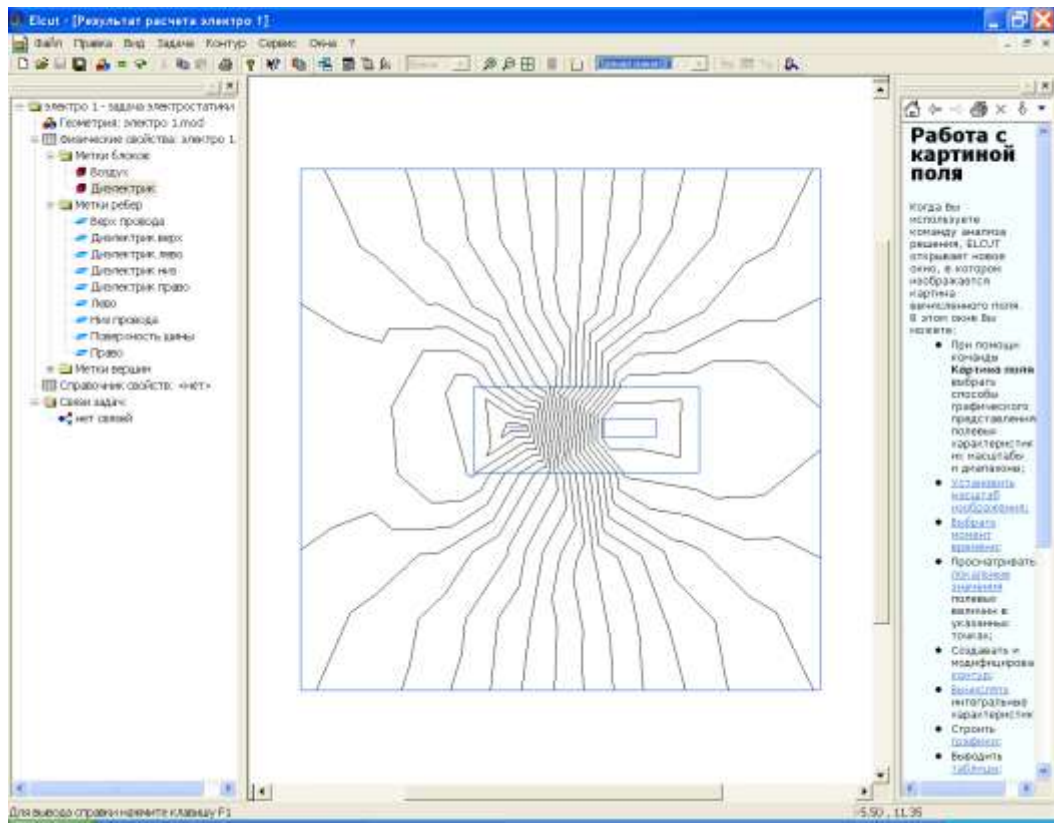 Elcut - [Результат расчета электро 1]
Файл Правка Вид Задача Контур Сервис Окна ?
электро 1 - задача электростатики
Геометрия: электро 1.mod
Физические свойства: электро 1
Метки блоков
Воздух
Диэлектрик
Метки ребер
Верх провода
Диэлектрик верх
Диэлектрик лево
Диэлектрик низ
Диэлектрик право
Лево
Низ провода
Поверхность шины
Право
Метки вершин
Справочник свойств: <нет>
Связи задач:
нет связей
Работа с
картиной
поля
Когда Вы
используете
команду анализа
решения, ELCUT
открывает новое
окно, в котором
изображается
картина
вычисленного поля.
В этом окне Вы
можете:
При помощи
команды
Картина поля
выбрать
способы
графического
представления
полевых
характеристик
их масштабы
и диапазоны;
Установить
масштаб
изображения;
Выбрать
момент
времени;
Просматривать
локальные
значения
полевых
величин в
указанных
точках;
Создавать и
модифицирова
контур;
Вычислять
интегральные
характеристик
Строить
графики;
Выводить
таблицы;
Для вывода справки нажмите клавишу F1
-5.50 , 11.35